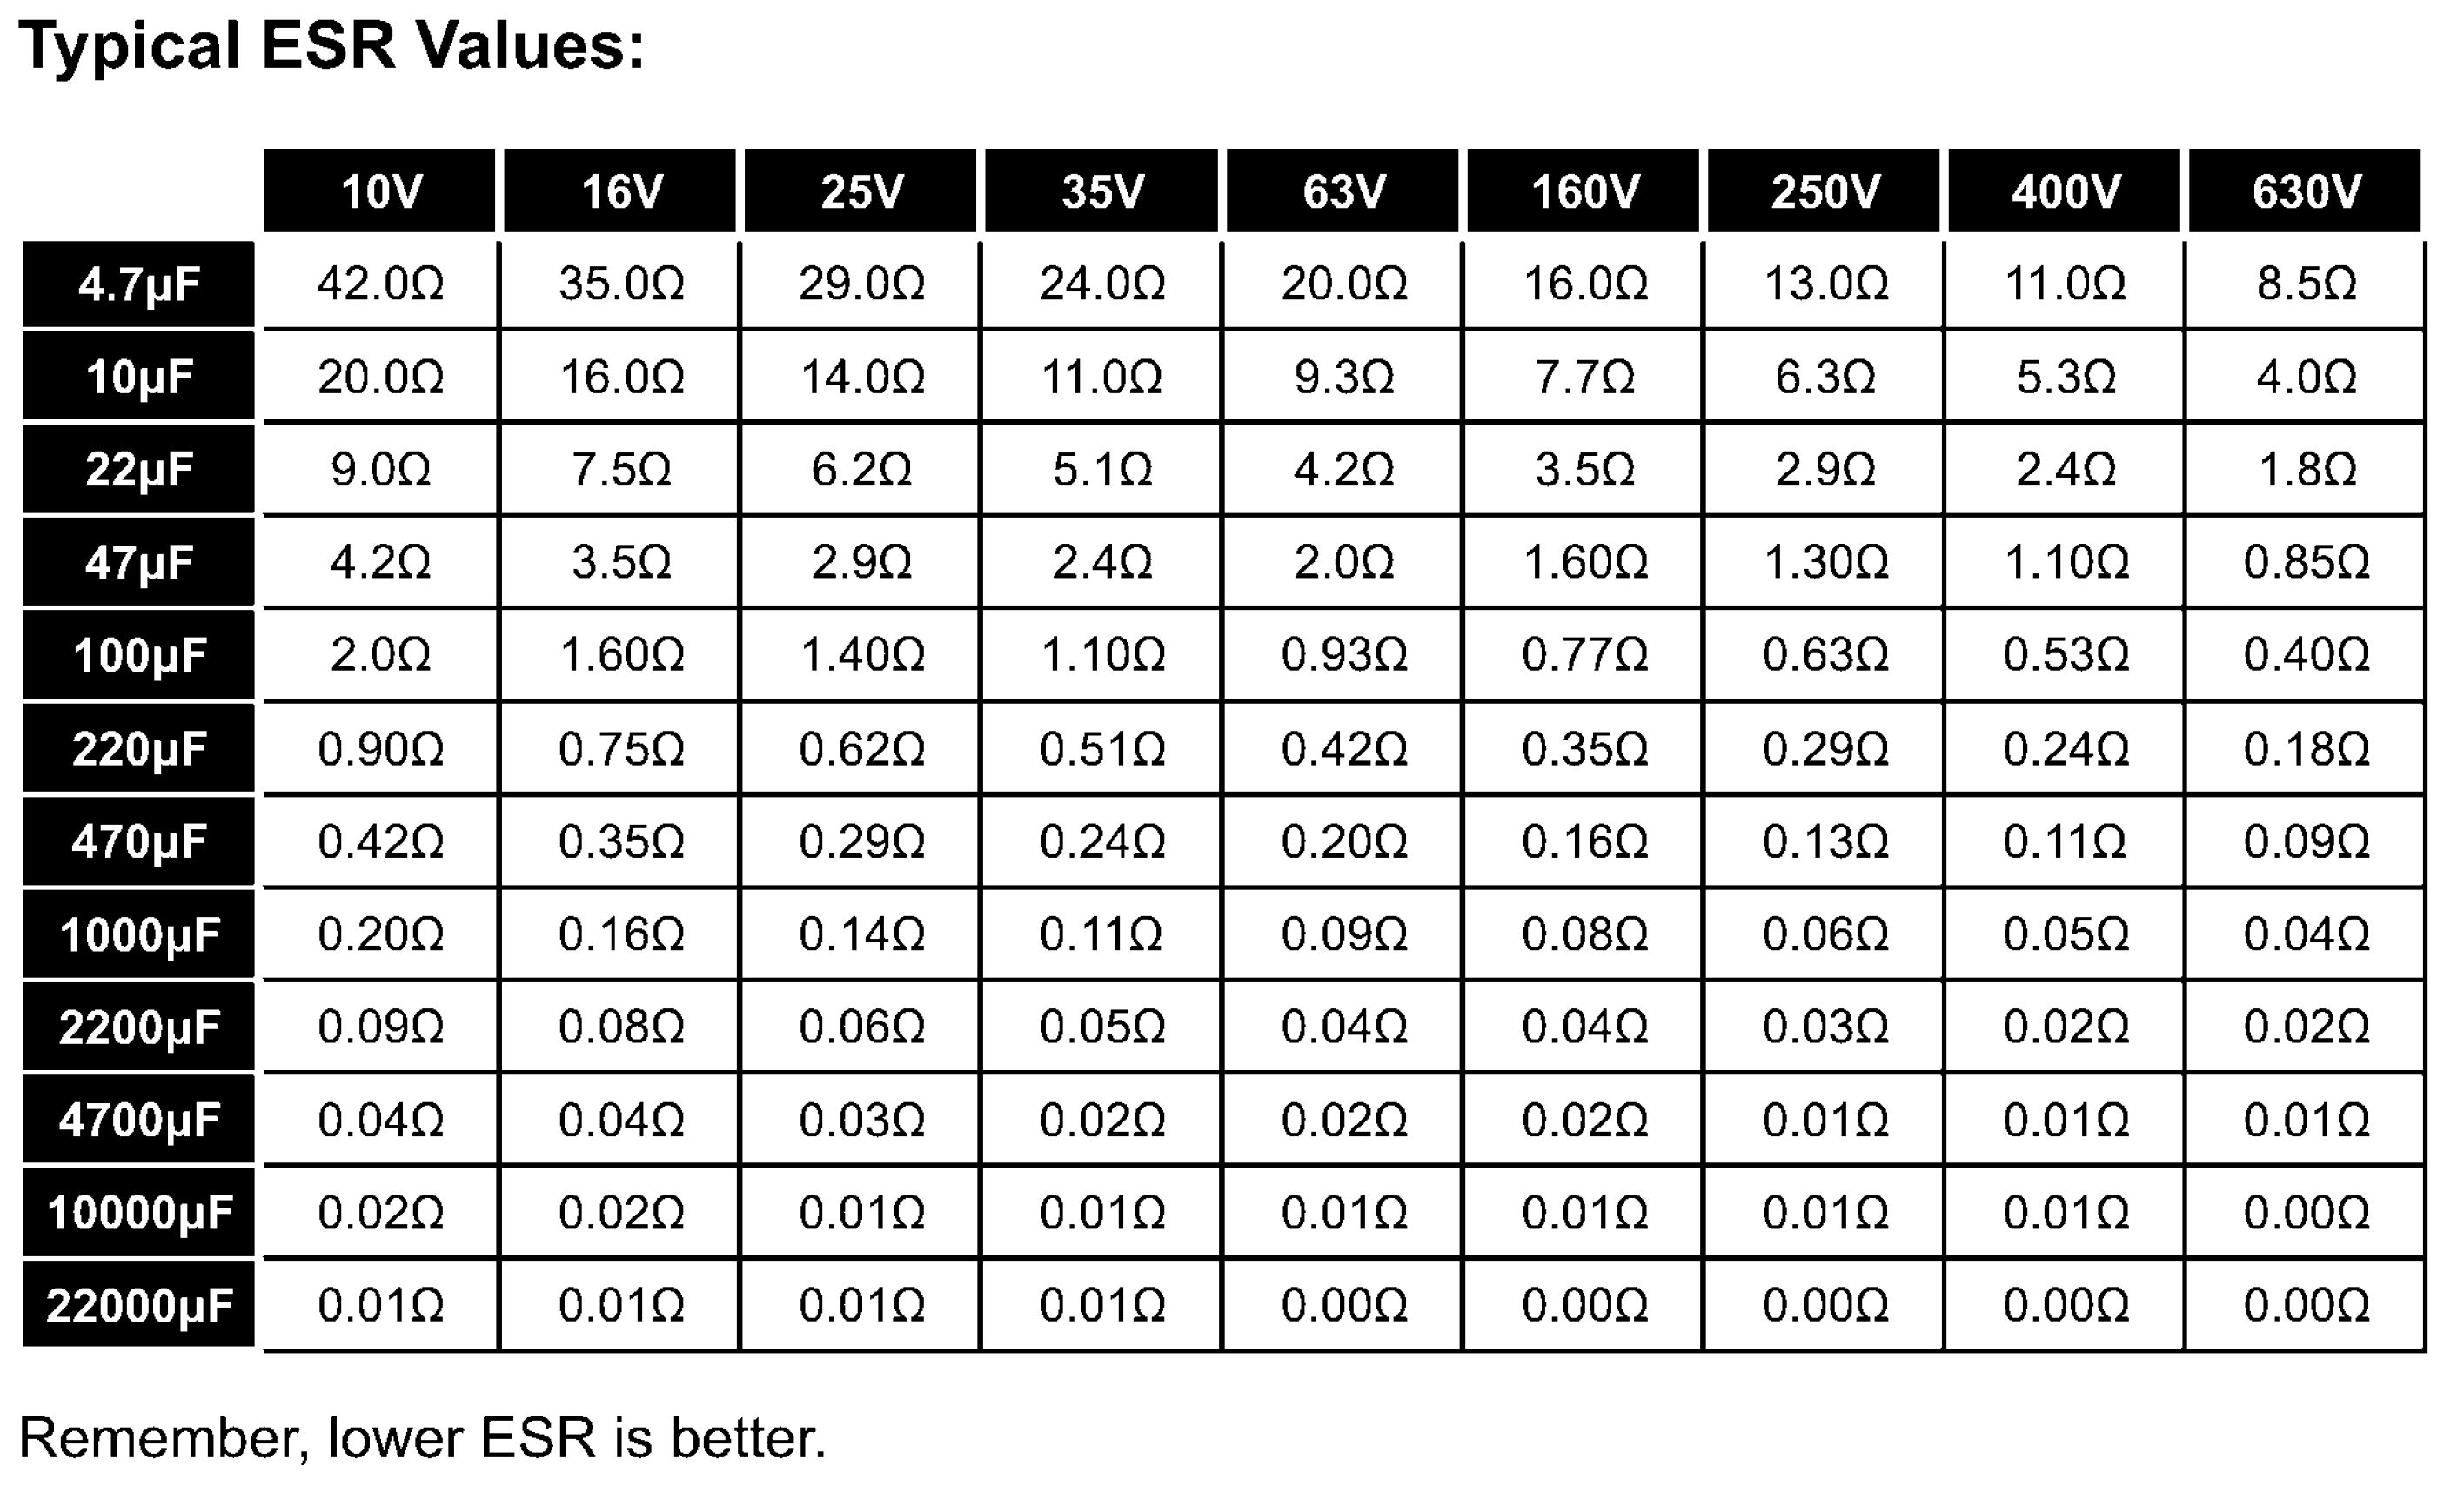 Typical ESR Values:
10V 16V 25V 35V 63V 160V 250V 400V 630V
4.7µF 42.0Ω 35.0Ω 29.0Ω 24.0Ω 20.0Ω 16.0Ω 13.0Ω 11.0Ω 8.5Ω
10µF 20.0Ω 16.0Ω 14.0Ω 11.0Ω 9.3Ω 7.7Ω 6.3Ω 5.3Ω 4.0Ω
22µF 9.0Ω 7.5Ω 6.2Ω 5.1Ω 4.2Ω 3.5Ω 2.9Ω 2.4Ω 1.8Ω
47µF 4.2Ω 3.5Ω 2.9Ω 2.4Ω 2.0Ω 1.60Ω 1.30Ω 1.10Ω 0.85Ω
100µF 2.0Ω 1.60Ω 1.40Ω 1.10Ω 0.93Ω 0.77Ω 0.63Ω 0.53Ω 0.40Ω
220µF 0.90Ω 0.75Ω 0.62Ω 0.51Ω 0.42Ω 0.35Ω 0.29Ω 0.24Ω 0.18Ω
470µF 0.42Ω 0.35Ω 0.29Ω 0.24Ω 0.20Ω 0.16Ω 0.13Ω 0.11Ω 0.09Ω
1000µF 0.20Ω 0.16Ω 0.14Ω 0.11Ω 0.09Ω 0.08Ω 0.06Ω 0.05Ω 0.04Ω
2200µF 0.09Ω 0.08Ω 0.06Ω 0.05Ω 0.04Ω 0.04Ω 0.03Ω 0.02Ω 0.02Ω
4700µF 0.04Ω 0.04Ω 0.03Ω 0.02Ω 0.02Ω 0.02Ω 0.01Ω 0.01Ω 0.01Ω
10000µF 0.02Ω 0.02Ω 0.01Ω 0.01Ω 0.01Ω 0.01Ω 0.01Ω 0.01Ω 0.00Ω
22000µF 0.01Ω 0.01Ω 0.01Ω 0.01Ω 0.00Ω 0.00Ω 0.00Ω 0.00Ω 0.00Ω
Remember, lower ESR is better.